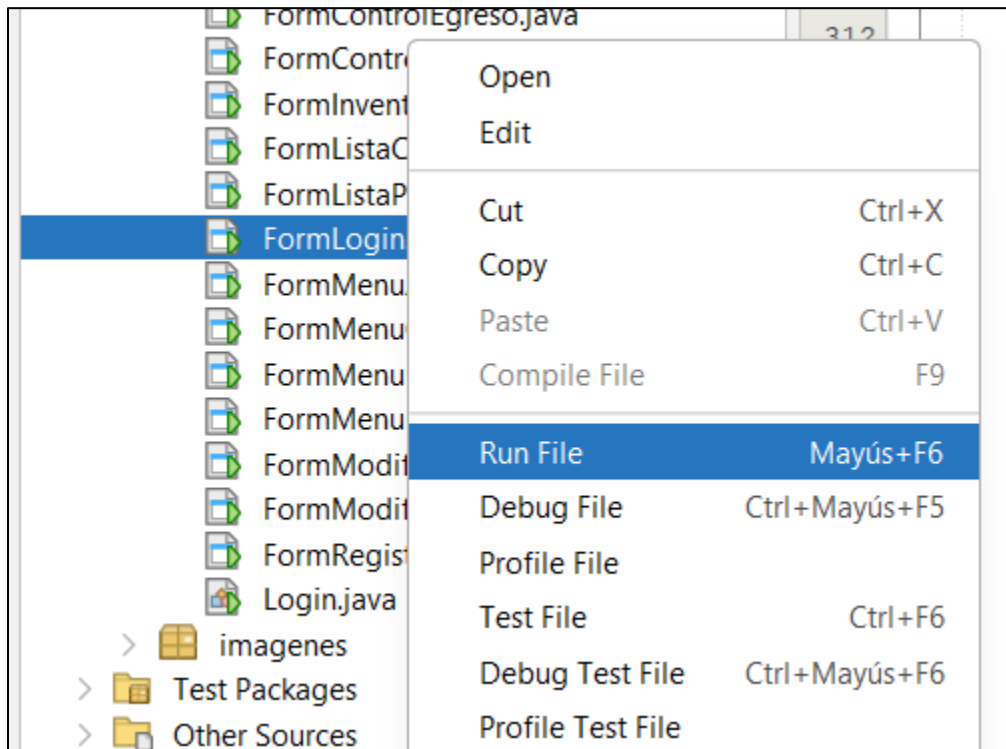 FormControlEgreso.java
312
FormContr
Open
FormInvent
Edit
FormListaC
FormListaP
Cut Ctrl+X
FormLogin
Copy Ctrl+C
FormMenu
Paste Ctrl+V
FormMenu
Compile File F9
FormMenu
FormMenu
Run File Mayús+F6
FormModif
Debug File Ctrl+Mayús+F5
FormModif
Profile File
FormRegist
Login.java
Test File Ctrl+F6
imagenes
Debug Test File Ctrl+Mayús+F6
Test Packages
Profile Test File
Other Sources